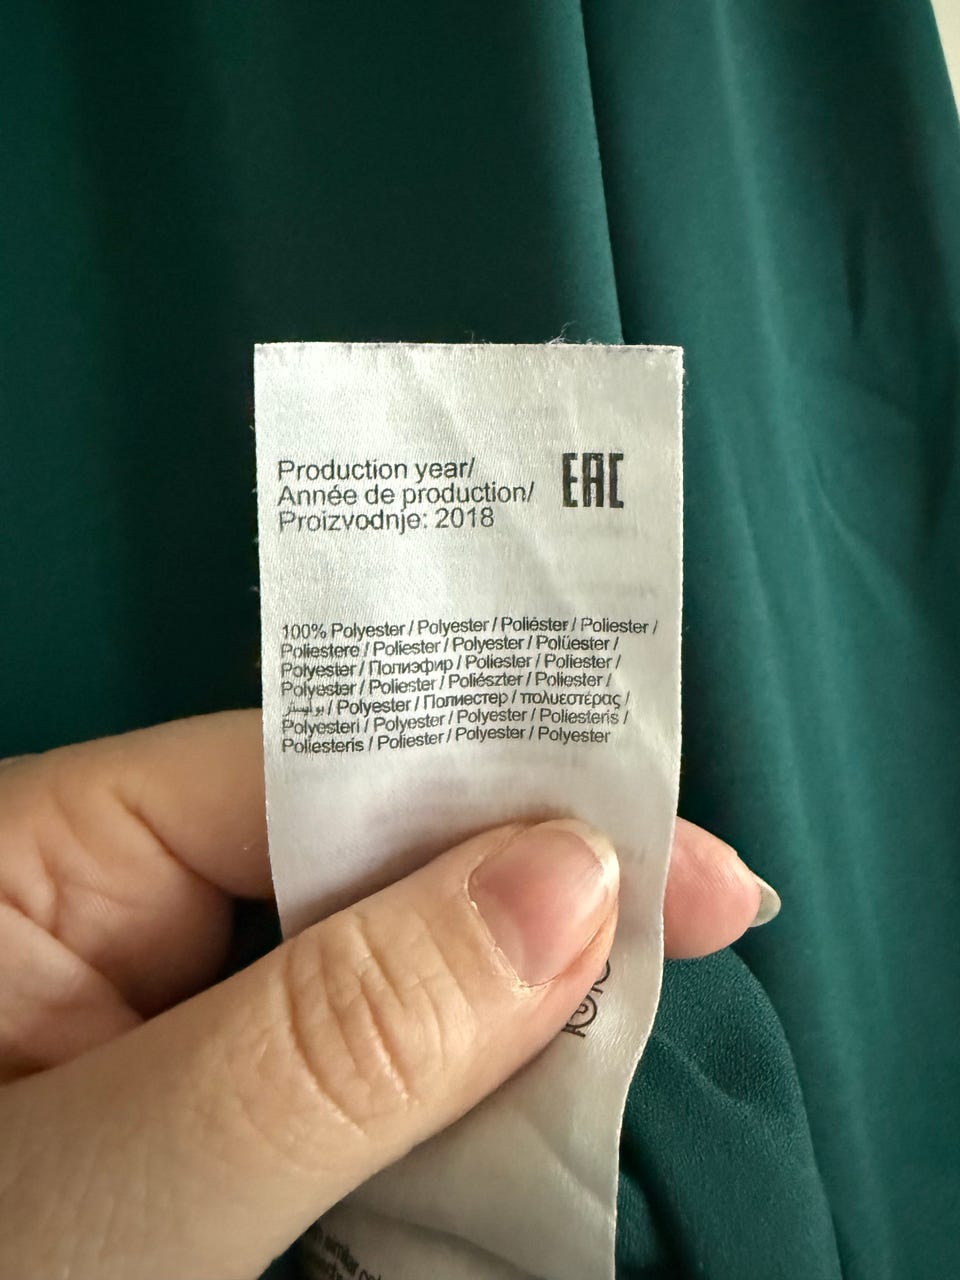 Production year/
Année de production/
Proizvodnje: 2018
EAC
100% Polyester / Polyester / Poliéster / Poliester /
Poliestere / Poliester / Polyester / Polüester /
Polyester / Полиэфир / Poliester / Poliester /
Polyester / Poliester / Poliészter / Poliester /
بوليستر / Polyester / Полиестер / πολυεστέρας /
Polyesteri / Polyester / Polyester / Poliesteris /
Poliesteris / Poliester / Polyester / Polyester
similar